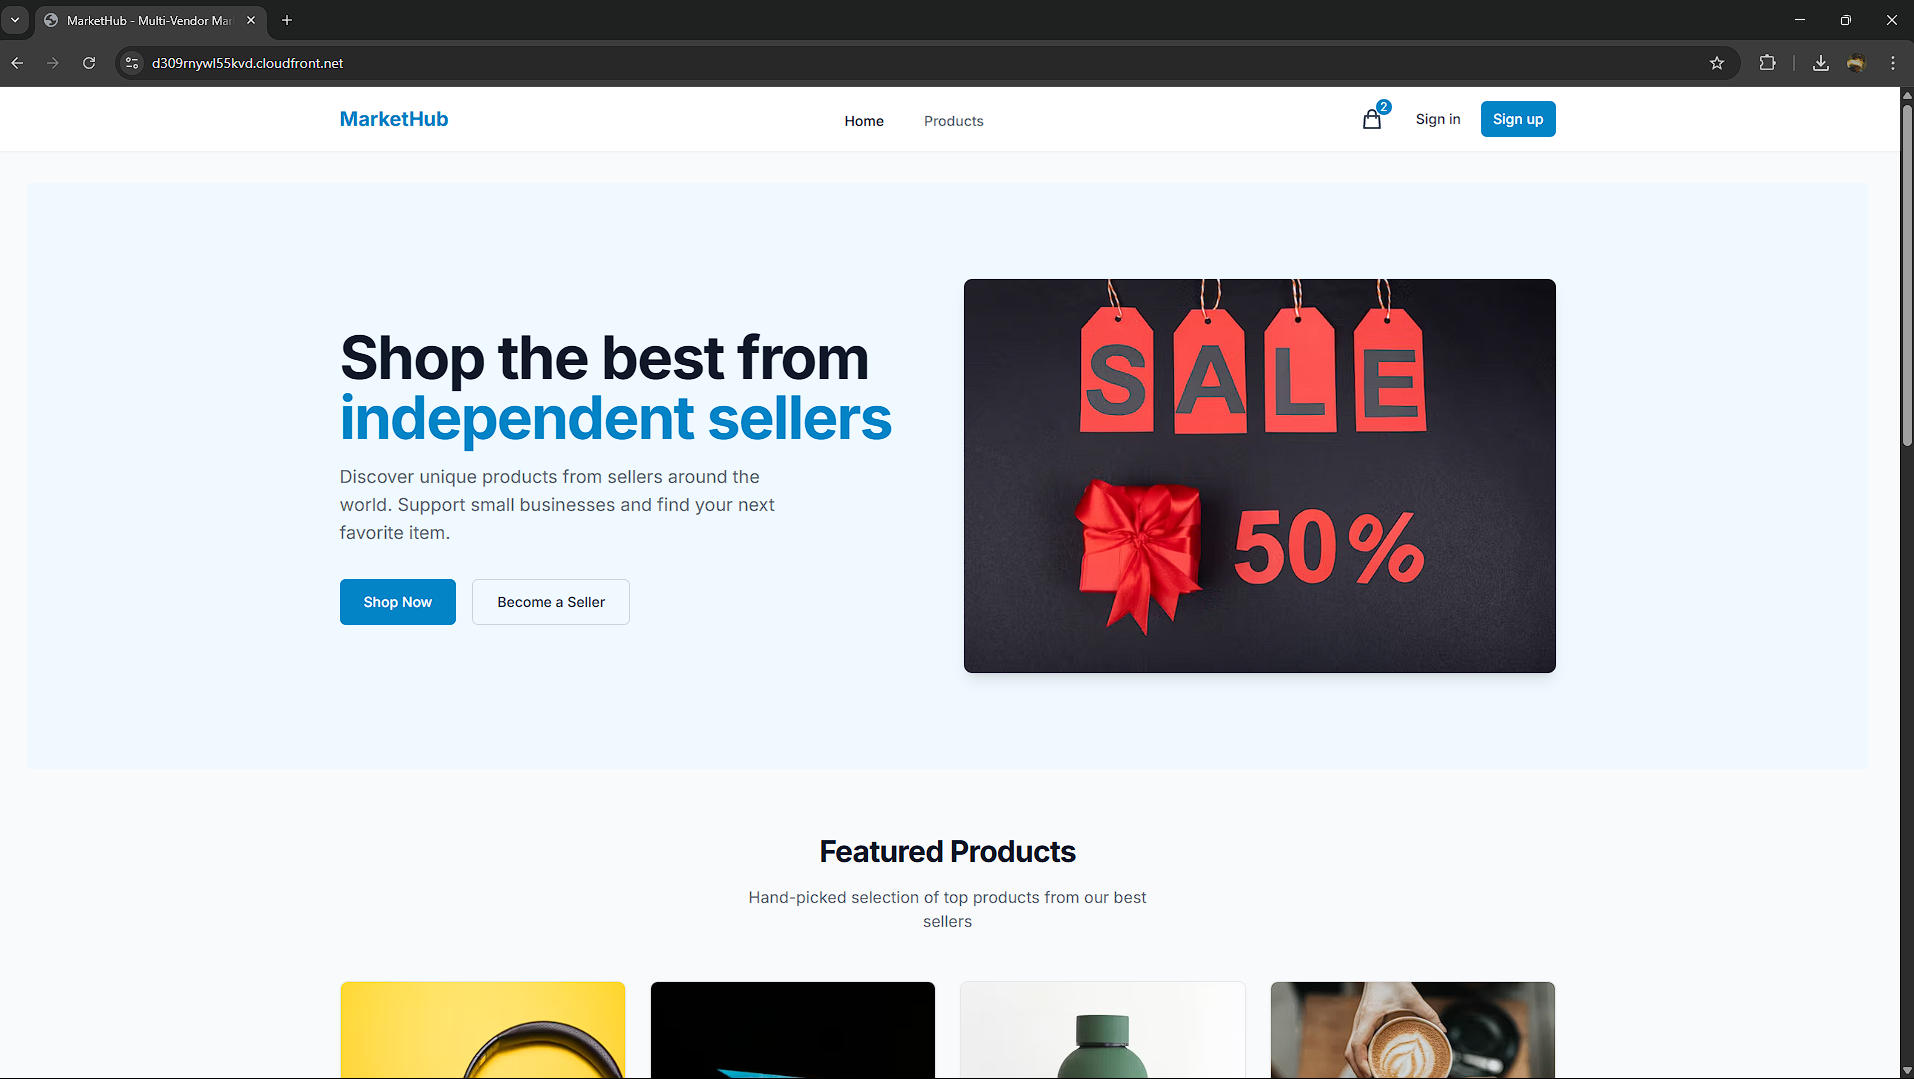 MarketHub - Multi-Vendor Mar
d309rnywl55kvd.cloudfront.net
MarketHub
Home
Products
2
Sign in
Sign up
Shop the best from
independent sellers
Discover unique products from sellers around the
world. Support small businesses and find your next
favorite item.
Shop Now
Become a Seller
SALE
50%
Featured Products
Hand-picked selection of top products from our best
sellers